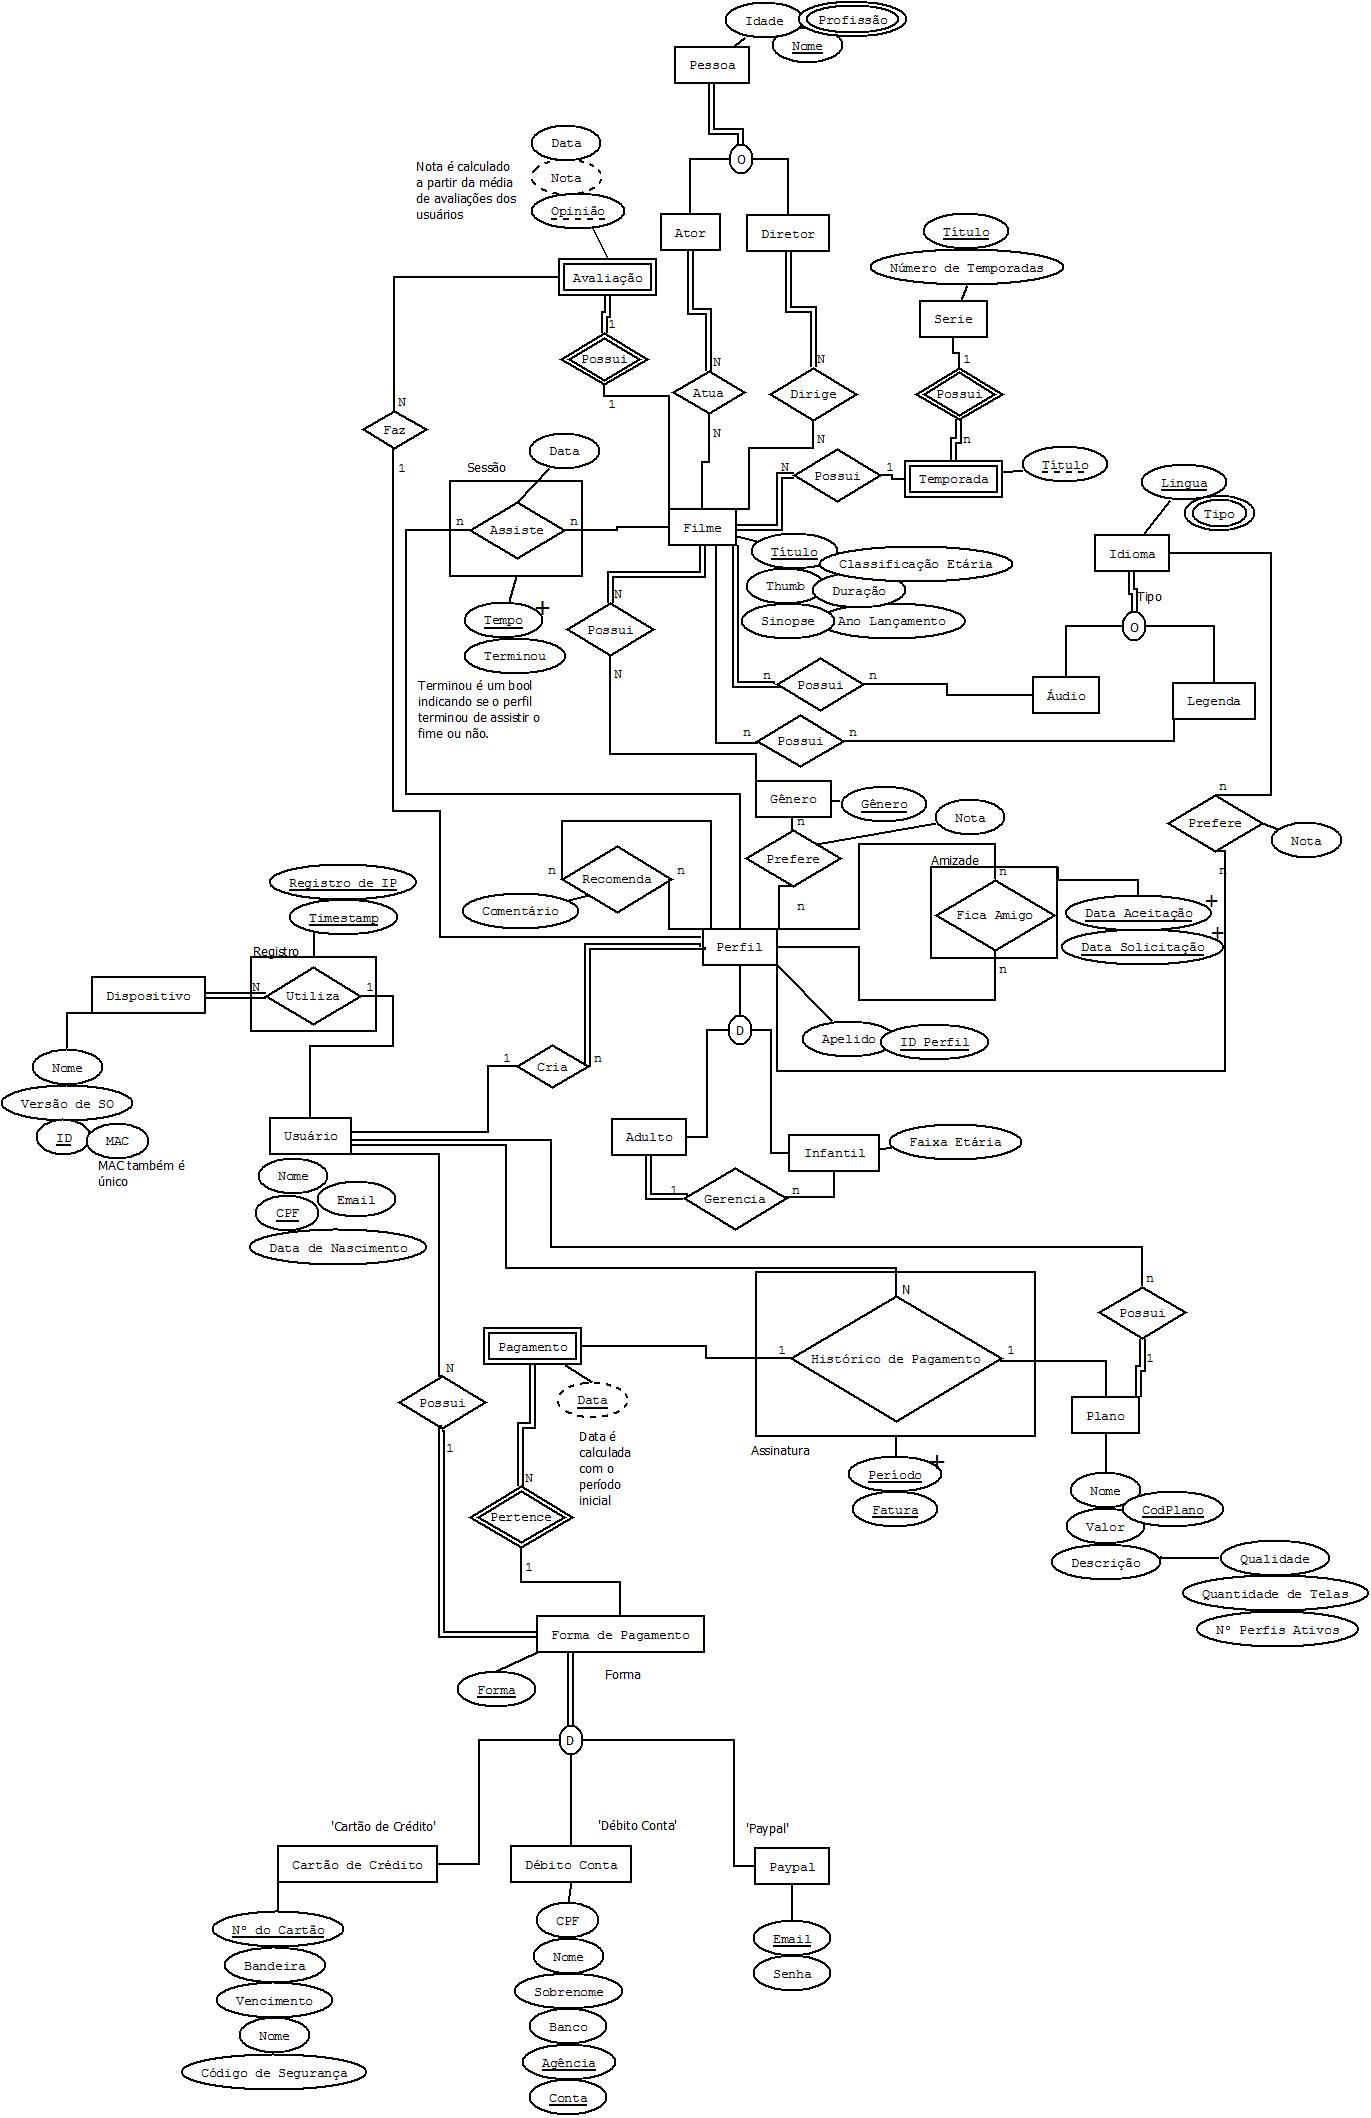 Idade
Profissão
Nome
Pessoa
O
Data
Nota é calculado
a partir da média
de avaliações dos
usuários
Nota
Opinião
Ator
Diretor
Título
Número de Temporadas
Avaliação
Serie
1
Possui
1
N
Atua
N
N
Dirige
N
1
Possui
n
1
N
Faz
1
Sessão
Data
n
Assiste
n
Filme
N
Possui
1
Temporada
Título
Lingua
Tipo
Idioma
Tipo
O
Título
Classificação Etária
Thumb
Duração
Sinopse
Ano Lançamento
N
Possui
N
Tempo
+
Terminou
Terminou é um bool
indicando se o perfil
terminou de assistir o
fime ou não.
n
Possui
n
Áudio
Legenda
n
Possui
n
Gênero
Gênero
n
Prefere
n
Nota
n
Prefere
n
Nota
n
Recomenda
n
Comentário
Amizade
n
Fica Amigo
n
Data Aceitação
+
Data Solicitação
+
Registro de IP
Timestamp
Registro
Dispositivo
N
Utiliza
1
Perfil
Apelido
ID Perfil
D
1
Cria
n
Nome
Versão de SO
ID
MAC
MAC também é
único
Usuário
Nome
Email
CPF
Data de Nascimento
Adulto
Infantil
Faixa Etária
1
Gerencia
n
N
1
Histórico de Pagamento
1
Assinatura
Período
+
Fatura
n
Possui
1
Plano
Nome
CodPlano
Valor
Descrição
Qualidade
Quantidade de Telas
Nº Perfis Ativos
Pagamento
Data
Data é
calculada
com o
período
inicial
N
Possui
1
N
Pertence
1
Forma de Pagamento
Forma
Forma
D
'Cartão de Crédito'
'Débito Conta'
'Paypal'
Cartão de Crédito
Débito Conta
Paypal
Nº do Cartão
Bandeira
Vencimento
Nome
Código de Segurança
CPF
Nome
Sobrenome
Banco
Agência
Conta
Email
Senha